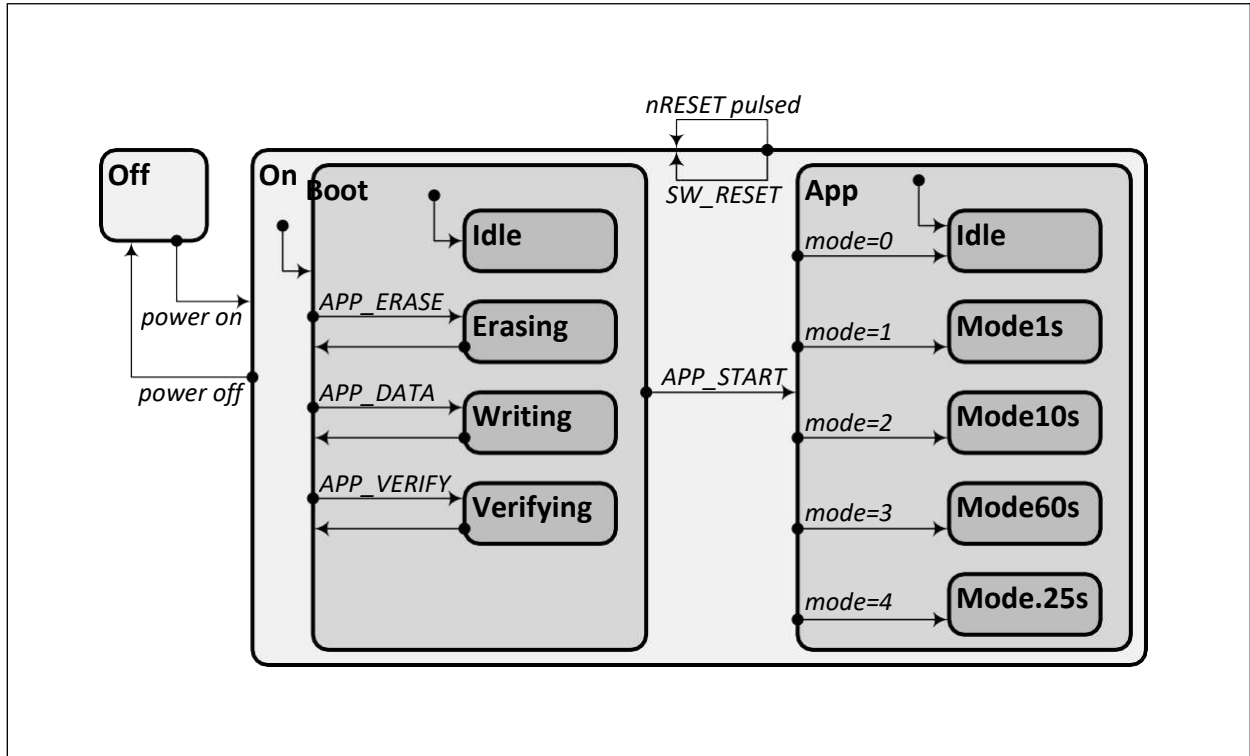 nRESET pulsed
Off
On
Boot
SW_RESET
App
Idle
mode=0
Idle
power on
APP_ERASE
Erasing
mode=1
Mode1s
power off
APP_DATA
Writing
APP_START
mode=2
Mode10s
APP_VERIFY
Verifying
mode=3
Mode60s
mode=4
Mode.25s